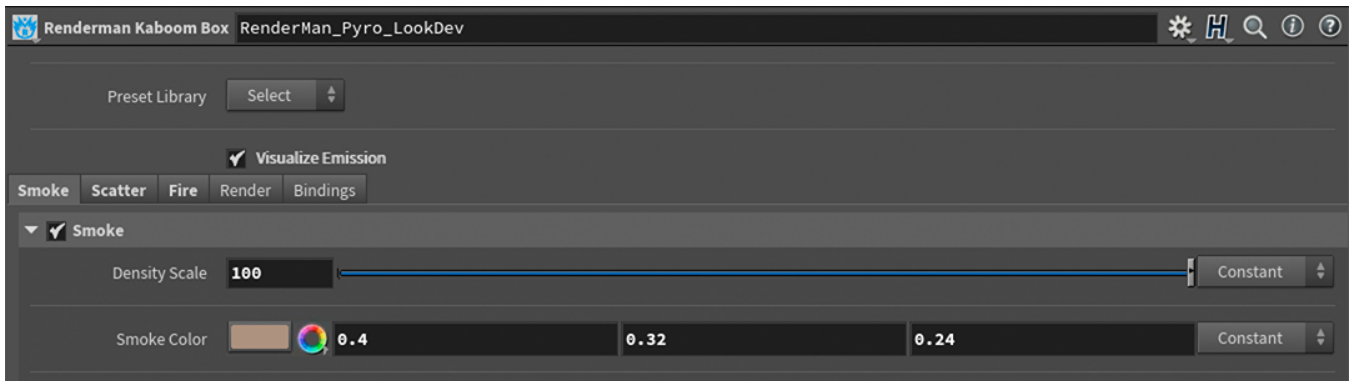 Renderman Kaboom Box RenderMan_Pyro_LookDev
Preset Library Select
Visualize Emission
Smoke Scatter Fire Render Bindings
Smoke
Density Scale 100 Constant
Smoke Color 0.4 0.32 0.24 Constant